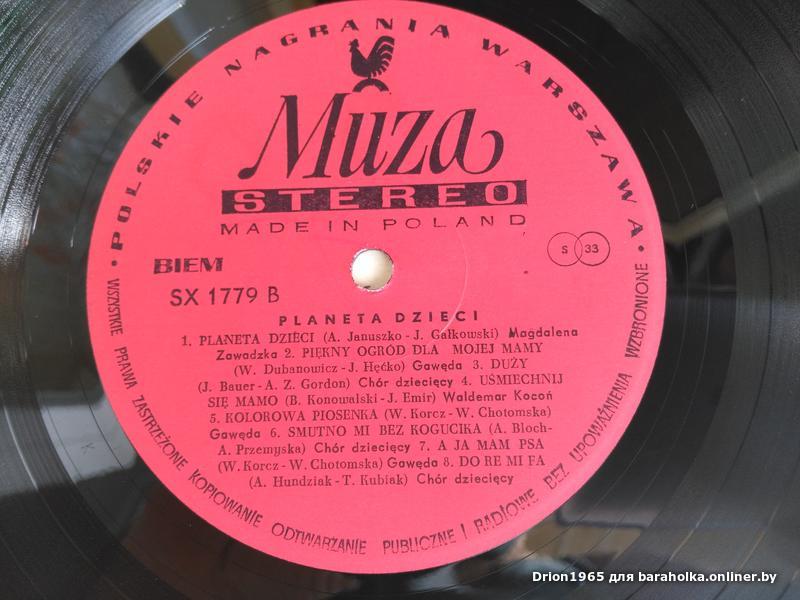 POLSKIE NAGRANIA WARSZAWA
Muza
STEREO
MADE IN POLAND
BIEM
S 33
SX 1779 B
PLANETA DZIECI
1. PLANETA DZIECI (A. Januszko - J. Gałkowski) Magdalena
Zawadzka 2. PIĘKNY OGRÓD DLA MOJEJ MAMY
(W. Dubanowicz - J. Hęćko) Gawęda 3. DUŻY
(J. Bauer - A. Z. Gordon) Chór dziecięcy 4. UŚMIECHNIJ
SIĘ MAMO (B. Konowalski - J. Emir) Waldemar Kocoń
5. KOLOROWA PIOSENKA (W. Korcz - W. Chotomska)
Gawęda 6. SMUTNO MI BEZ KOGUCIKA (A. Bloch-
A. Przemyska) Chór dziecięcy 7. A JA MAM PSA
(W. Korcz - W. Chotomska) Gawęda 8. DO RE MI FA
(A. Hundziak - T. Kubiak) Chór dziecięcy
• WSZYSTKIE PRAWA ZASTRZEŻONE KOPIOWANIE ODTWARZANIE PUBLICZNE I RADIOWE BEZ UPOWAŻNIENIA WZBRONIONE •
Drion1965 для baraholka.onliner.by